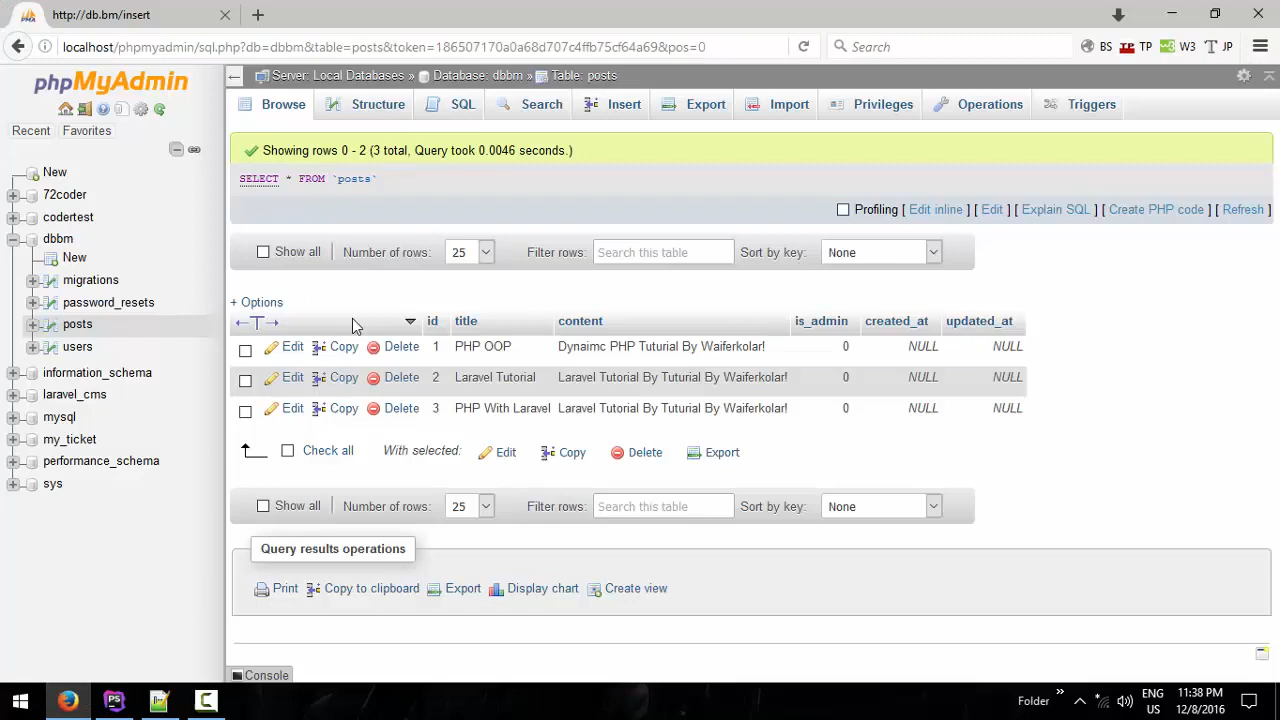 http://db.bm/insert
localhost/phpmyadmin/sql.php?db=dbbm&table=posts&token=186507170a0a68d707c4ffb75cf64a69&pos=0
Search
BS TP W3 JP
phpMyAdmin
Recent Favorites
New
72coder
codertest
dbbm
New
migrations
password_resets
posts
users
information_schema
laravel_cms
mysql
my_ticket
performance_schema
sys
Server: Local Databases » Database: dbbm » Table: posts
Browse Structure SQL Search Insert Export Import Privileges Operations Triggers
Showing rows 0 - 2 (3 total, Query took 0.0046 seconds.)
SELECT * FROM `posts`
Profiling [ Edit inline ] [ Edit ] [ Explain SQL ] [ Create PHP code ] [ Refresh ]
Show all Number of rows: 25 Filter rows: Search this table Sort by key: None
+ Options
id title content is_admin created_at updated_at
Edit Copy Delete 1 PHP OOP Dynaimc PHP Tuturial By Waiferkolar! 0 NULL NULL
Edit Copy Delete 2 Laravel Tutorial Laravel Tutorial By Tuturial By Waiferkolar! 0 NULL NULL
Edit Copy Delete 3 PHP With Laravel Laravel Tutorial By Tuturial By Waiferkolar! 0 NULL NULL
Check all With selected: Edit Copy Delete Export
Show all Number of rows: 25 Filter rows: Search this table Sort by key: None
Query results operations
Print Copy to clipboard Export Display chart Create view
Console
Folder
ENG
US
11:38 PM
12/8/2016